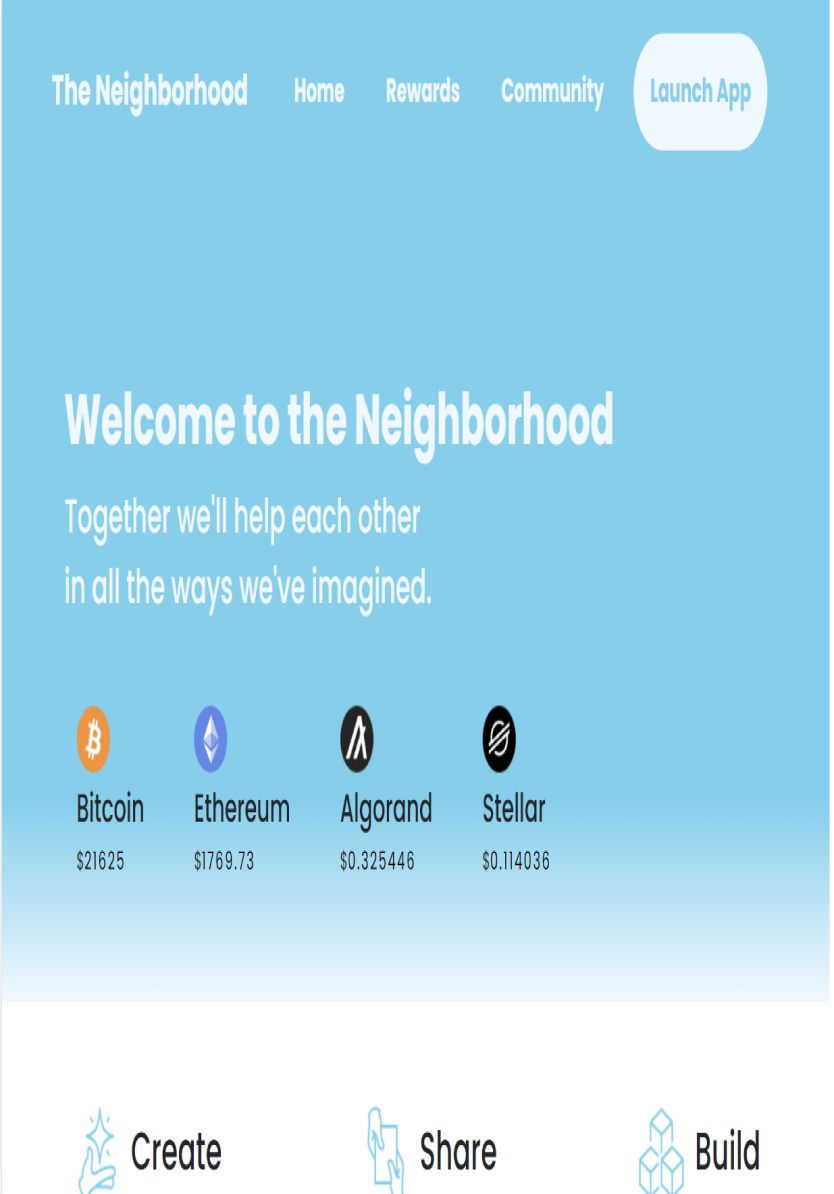 The Neighborhood Home Rewards Community Launch App
Welcome to the Neighborhood
Together we'll help each other
in all the ways we've imagined.
Bitcoin Ethereum Algorand Stellar
$21625 $1769.73 $0.325446 $0.114036
Create Share Build